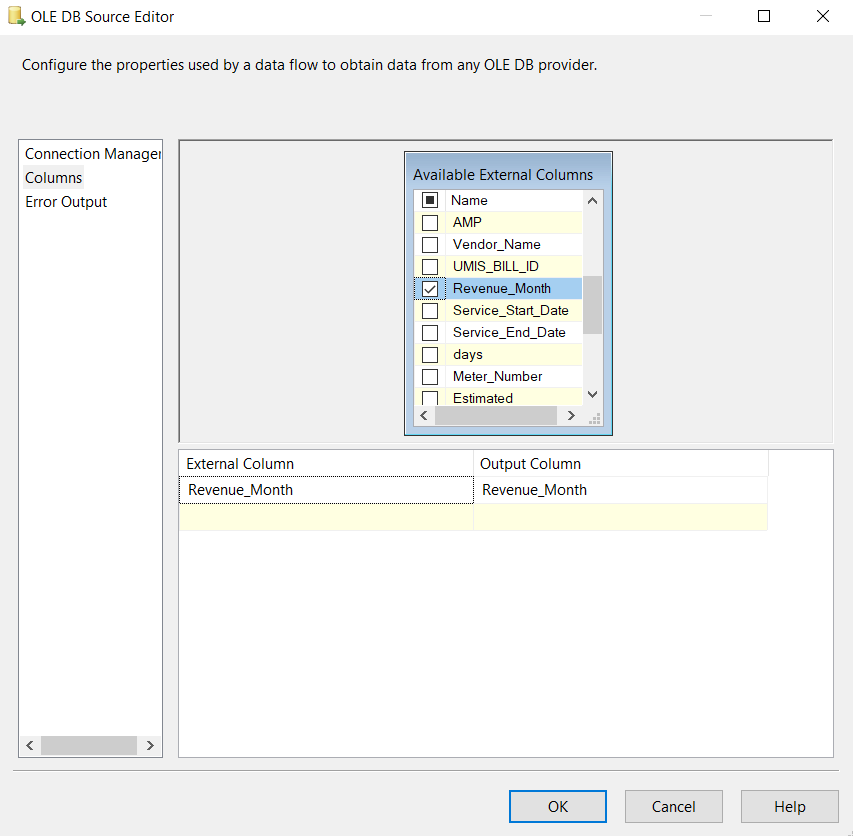 OLE DB Source Editor
Configure the properties used by a data flow to obtain data from any OLE DB provider.
Connection Manager
Columns
Error Output
Available External Columns
Name
AMP
Vendor_Name
UMIS_BILL_ID
Revenue_Month
Service_Start_Date
Service_End_Date
days
Meter_Number
Estimated
External Column Output Column
Revenue_Month Revenue_Month
OK Cancel Help